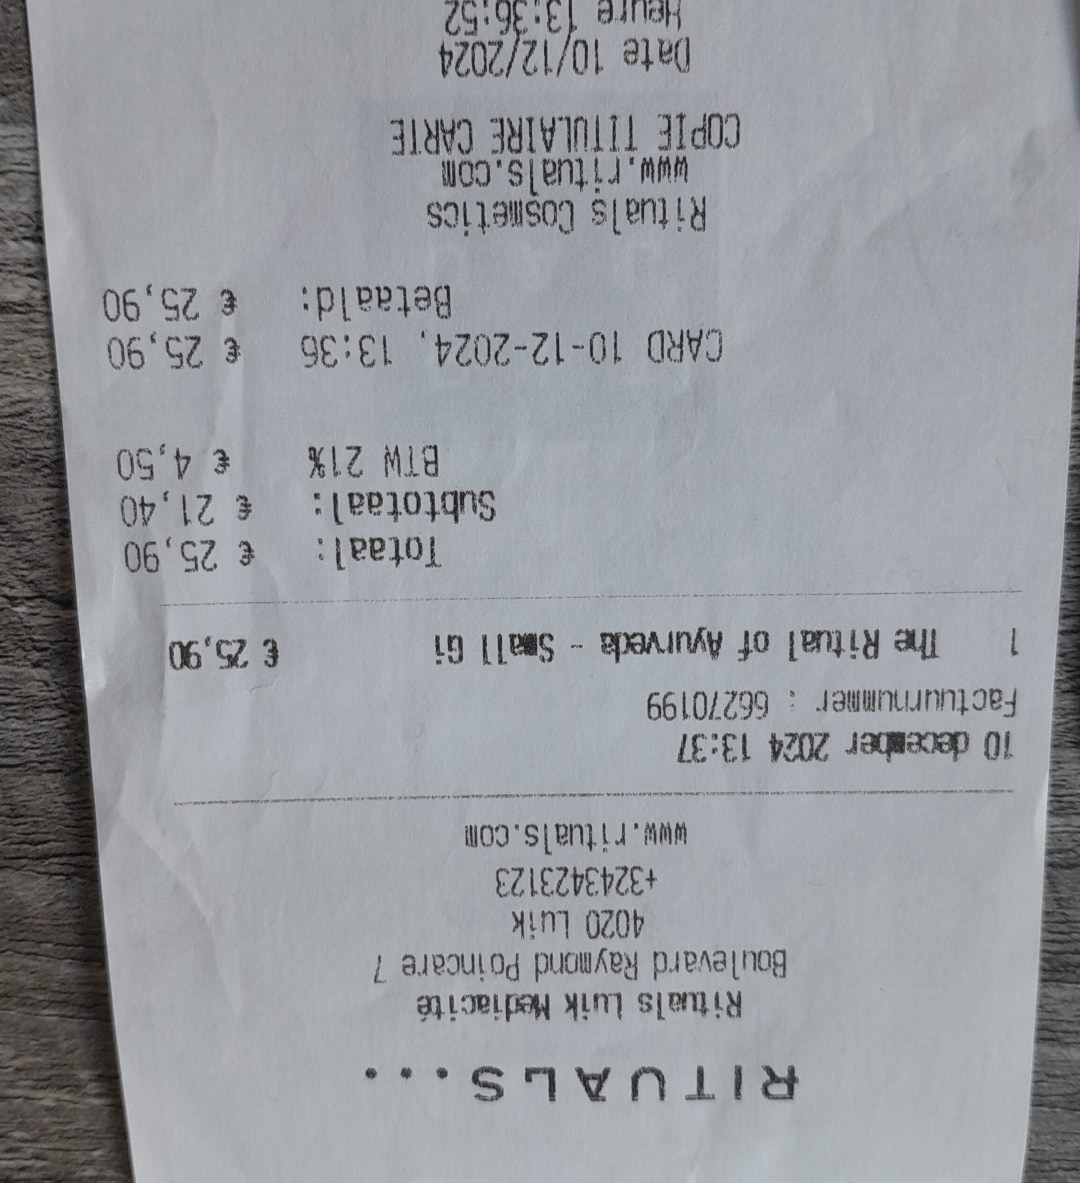 RITUALS...
Rituals Luik Mediacité
Boulevard Raymond Poincare 7
4020 Luik
+3243423123
www.rituals.com
10 december 2024 13:37
Factuurnummer : 66270199
1 The Ritual of Ayurveda - Small Gi € 25,90
Totaal: € 25,90
Subtotaal: € 21,40
BTW 21% € 4,50
CARD 10-12-2024, 13:36 € 25,90
Betaald: € 25,90
Rituals Cosmetics
www.rituals.com
COPIE TITULAIRE CARTE
Date 10/12/2024
Heure 13:36:52